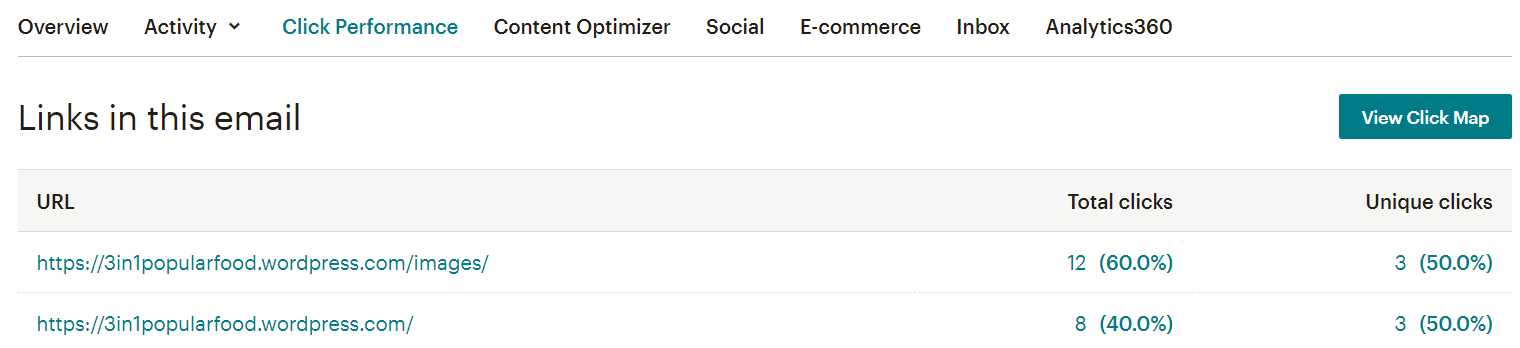 Overview Activity Click Performance Content Optimizer Social E-commerce Inbox Analytics360
Links in this email
View Click Map
URL Total clicks Unique clicks
https://3in1popularfood.wordpress.com/images/ 12 (60.0%) 3 (50.0%)
https://3in1popularfood.wordpress.com/ 8 (40.0%) 3 (50.0%)